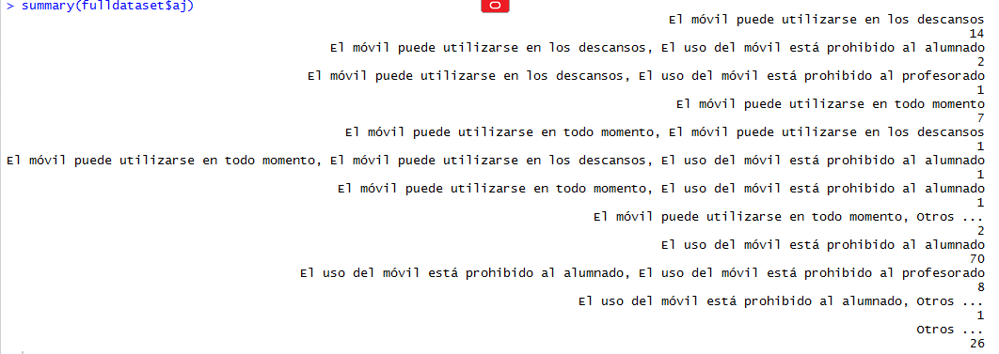 > summary(fulldataset$aj)
El móvil puede utilizarse en los descansos
14
El móvil puede utilizarse en los descansos, El uso del móvil está prohibido al alumnado
2
El móvil puede utilizarse en los descansos, El uso del móvil está prohibido al profesorado
1
El móvil puede utilizarse en todo momento
7
El móvil puede utilizarse en todo momento, El móvil puede utilizarse en los descansos
1
El móvil puede utilizarse en todo momento, El móvil puede utilizarse en los descansos, El uso del móvil está prohibido al alumnado
1
El móvil puede utilizarse en todo momento, El uso del móvil está prohibido al alumnado
1
El móvil puede utilizarse en todo momento, Otros ...
2
El uso del móvil está prohibido al alumnado
70
El uso del móvil está prohibido al alumnado, El uso del móvil está prohibido al profesorado
8
El uso del móvil está prohibido al alumnado, Otros ...
1
Otros ...
26